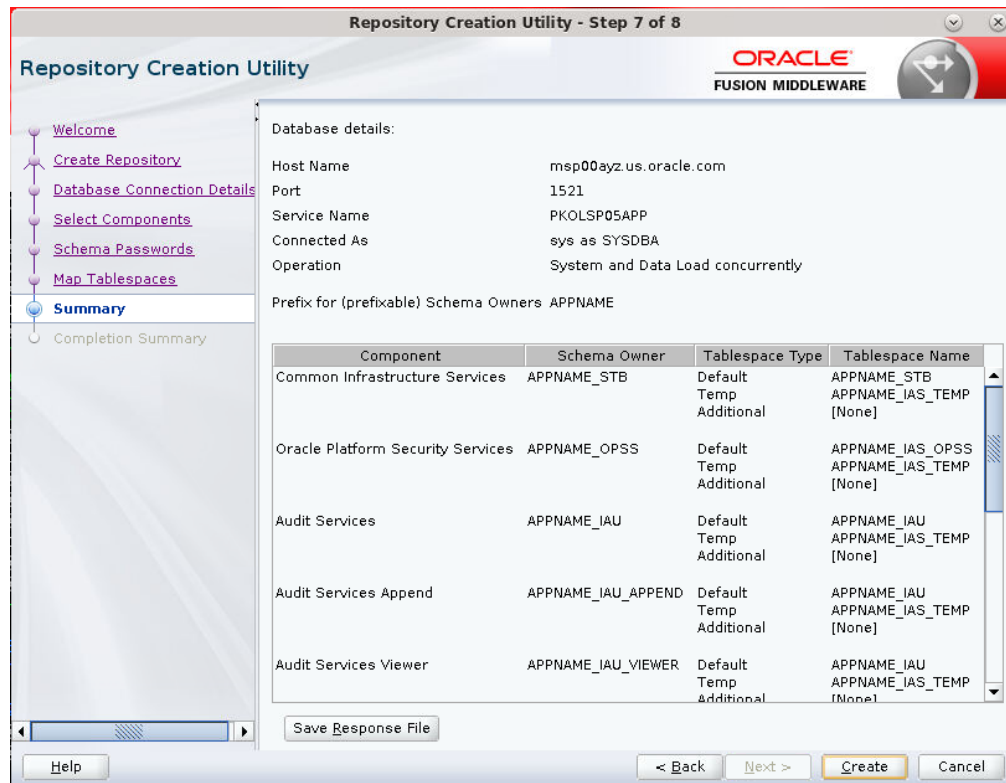 Repository Creation Utility - Step 7 of 8
Repository Creation Utility
ORACLE
FUSION MIDDLEWARE
Welcome
Create Repository
Database Connection Details
Select Components
Schema Passwords
Map Tablespaces
Summary
Completion Summary
Database details:
Host Name msp00ayz.us.oracle.com
Port 1521
Service Name PKOLSP05APP
Connected As sys as SYSDBA
Operation System and Data Load concurrently
Prefix for (prefixable) Schema Owners APPNAME
Component Schema Owner Tablespace Type Tablespace Name
Common Infrastructure Services APPNAME_STB Default APPNAME_STB
Temp APPNAME_IAS_TEMP
Additional [None]
Oracle Platform Security Services APPNAME_OPSS Default APPNAME_IAS_OPSS
Temp APPNAME_IAS_TEMP
Additional [None]
Audit Services APPNAME_IAU Default APPNAME_IAU
Temp APPNAME_IAS_TEMP
Additional [None]
Audit Services Append APPNAME_IAU_APPEND Default APPNAME_IAU
Temp APPNAME_IAS_TEMP
Additional [None]
Audit Services Viewer APPNAME_IAU_VIEWER Default APPNAME_IAU
Temp APPNAME_IAS_TEMP
Additional [None]
Save Response File
Help < Back Next > Create Cancel